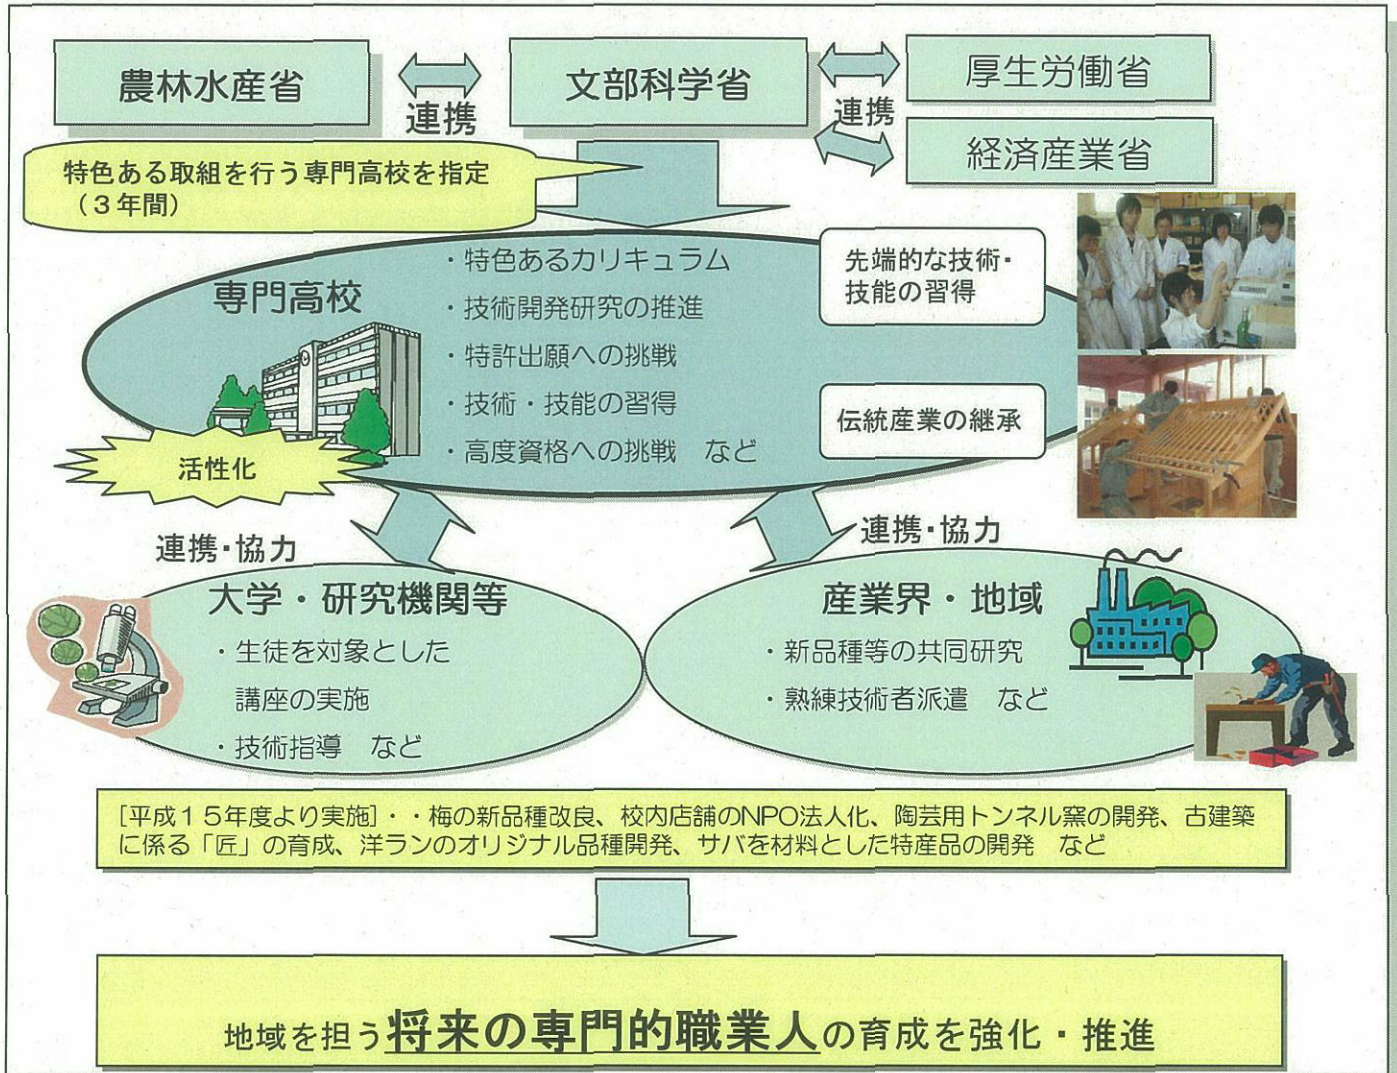 農林水産省
連携
文部科学省
連携
厚生労働省
経済産業省
特色ある取組を行う専門高校を指定
（３年間）
専門高校
・特色あるカリキュラム
・技術開発研究の推進
・特許出願への挑戦
・技術・技能の習得
・高度資格への挑戦　など
先端的な技術・
技能の習得
伝統産業の継承
活性化
連携・協力
連携・協力
大学・研究機関等
・生徒を対象とした
講座の実施
・技術指導　など
産業界・地域
・新品種等の共同研究
・熟練技術者派遣　など
[平成１５年度より実施]・・梅の新品種改良、校内店舗のNPO法人化、陶芸用トンネル窯の開発、古建築
に係る「匠」の育成、洋ランのオリジナル品種開発、サバを材料とした特産品の開発　など
地域を担う将来の専門的職業人の育成を強化・推進